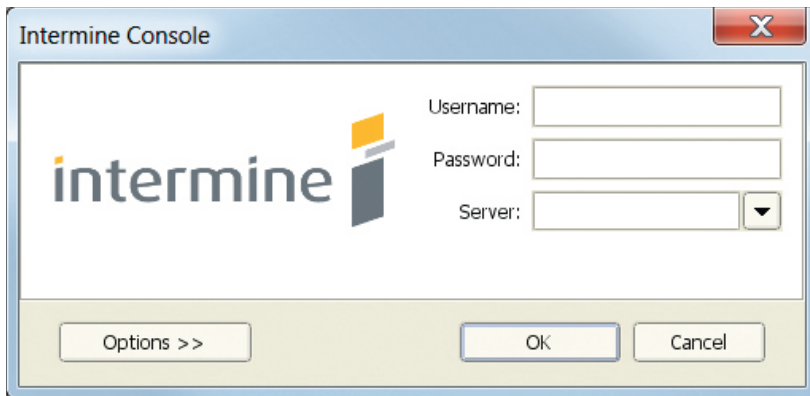 Intermine Console
X
intermine
Username:
Password:
Server:
Options >>
OK
Cancel